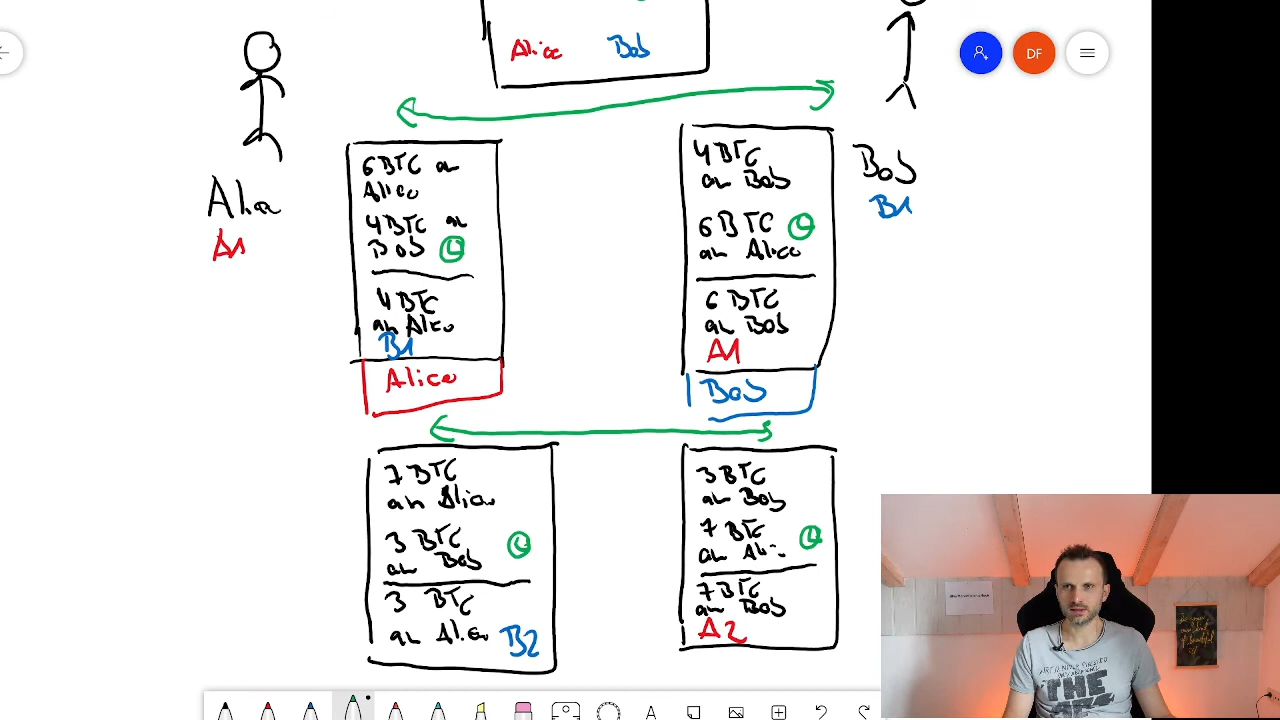 Alice Bob
DF
Alice
A1
6 BTC an
Alice
4 BTC an
Bob
4 BTC
an Alice
B1
Alice
4 BTC
an Bob
6 BTC
an Alice
6 BTC
an Bob
A1
Bob
Bob
B1
7 BTC
an Alice
3 BTC
an Bob
3 BTC
an Alice B2
3 BTC
an Bob
7 BTC
an Ali
7 BTC
an Bob
A2
THE
A